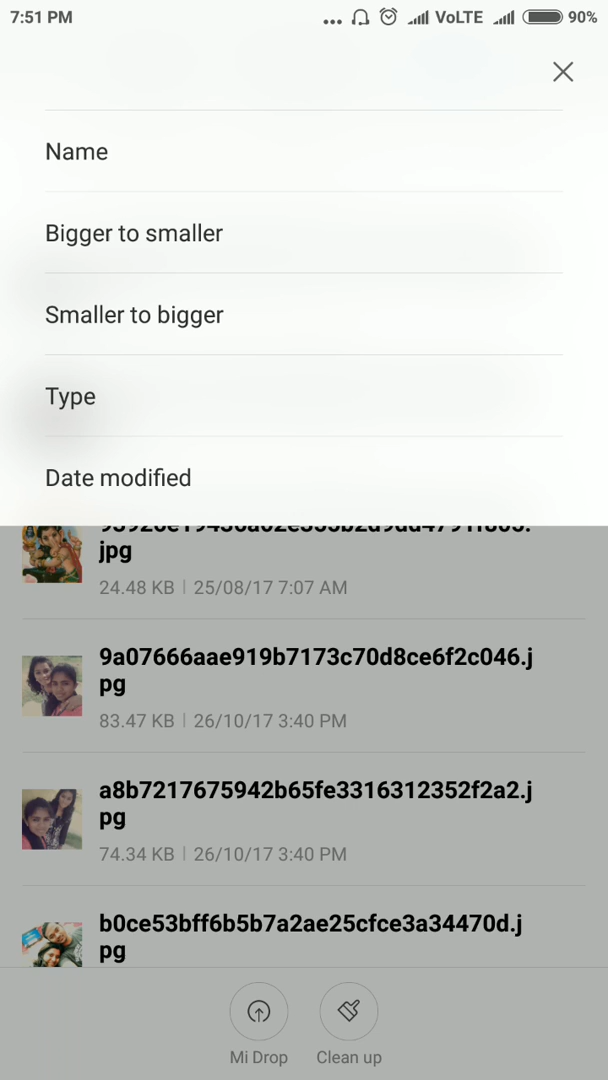 7:51 PM
... VoLTE 90%
Name
Bigger to smaller
Smaller to bigger
Type
Date modified
jpg
24.48 KB | 25/08/17 7:07 AM
9a07666aae919b7173c70d8ce6f2c046.j
pg
83.47 KB | 26/10/17 3:40 PM
a8b7217675942b65fe3316312352f2a2.j
pg
74.34 KB | 26/10/17 3:40 PM
b0ce53bff6b5b7a2ae25cfce3a34470d.j
pg
Mi Drop Clean up